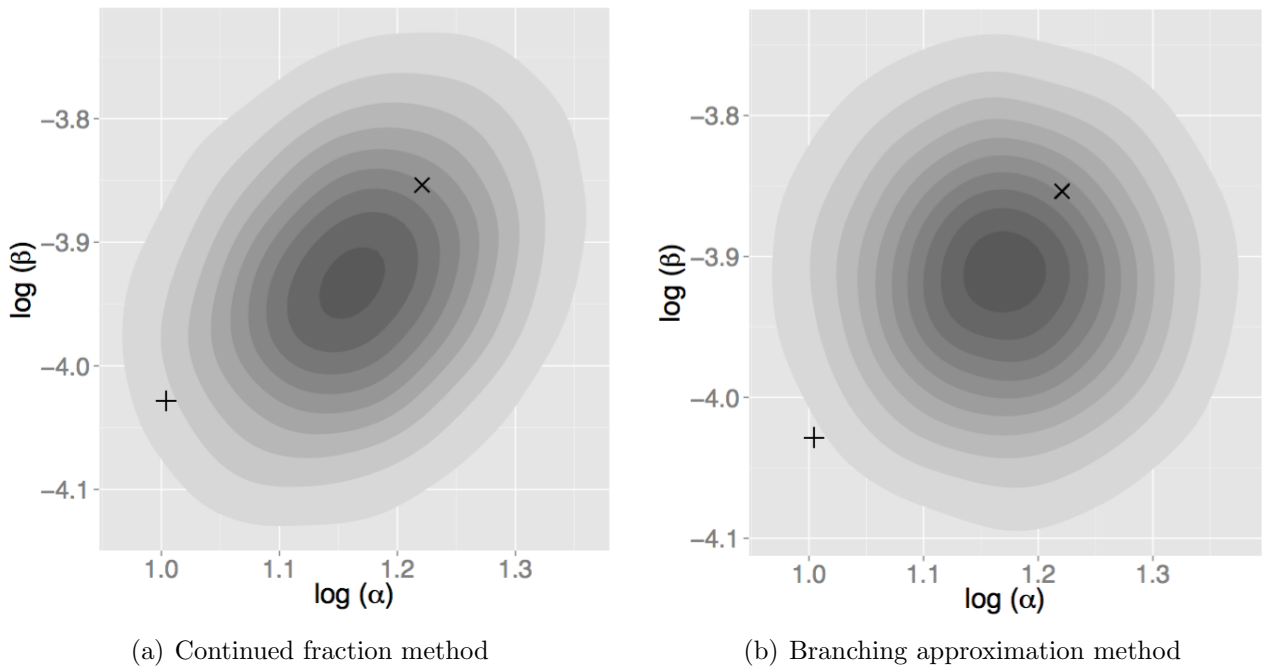 −3.8
−3.9
−4.0
−4.1
log (β)
1.0 1.1 1.2 1.3
log (α)
(a) Continued fraction method
−3.8
−3.9
−4.0
−4.1
log (β)
1.0 1.1 1.2 1.3
log (α)
(b) Branching approximation method